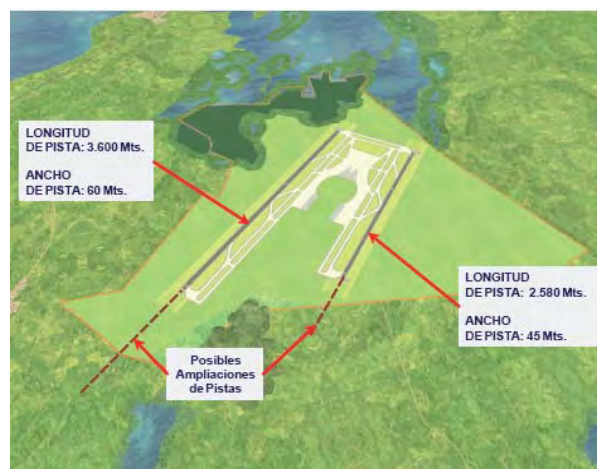 LONGITUD
DE PISTA: 3.600 Mts.
ANCHO
DE PISTA: 60 Mts.
LONGITUD
DE PISTA: 2.580 Mts.
ANCHO
DE PISTA: 45 Mts.
Posibles
Ampliaciones
de Pistas